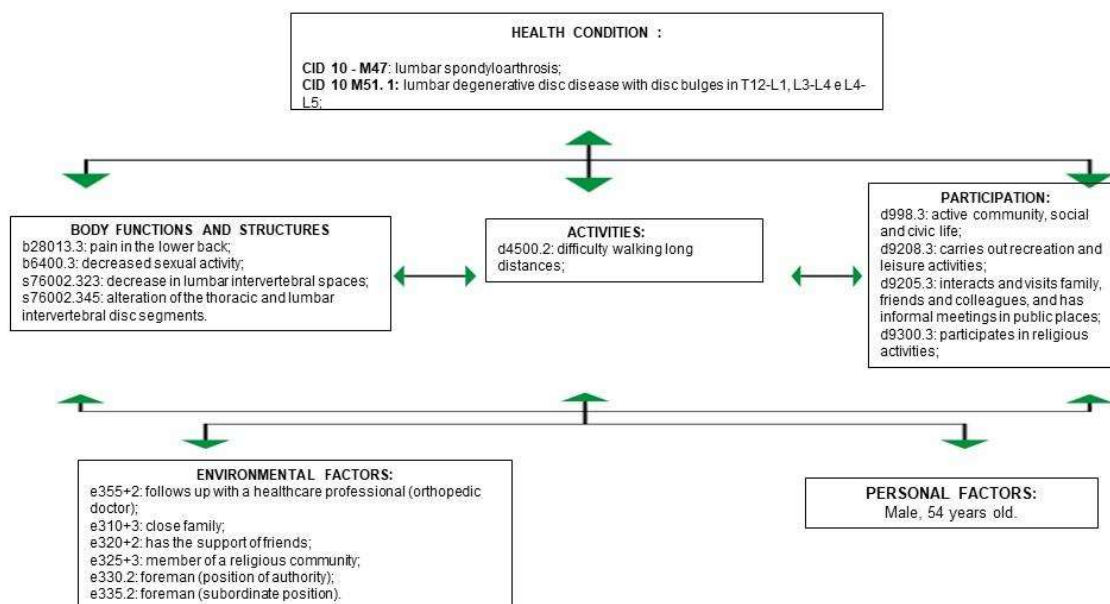 HEALTH CONDITION :
CID 10 - M47: lumbar spondyloarthrosis;
CID 10 M51. 1: lumbar degenerative disc disease with disc bulges in T12-L1, L3-L4 e L4-
L5;
BODY FUNCTIONS AND STRUCTURES
b28013.3: pain in the lower back;
b6400.3: decreased sexual activity;
s76002.323: decrease in lumbar intervertebral spaces;
s76002.345: alteration of the thoracic and lumbar
intervertebral disc segments.
ACTIVITIES:
d4500.2: difficulty walking long
distances;
PARTICIPATION:
d998.3: active community, social
and civic life;
d9208.3: carries out recreation and
leisure activities;
d9205.3: interacts and visits family,
friends and colleagues, and has
informal meetings in public places;
d9300.3: participates in religious
activities;
ENVIRONMENTAL FACTORS:
e355+2: follows up with a healthcare professional (orthopedic
doctor);
e310+3: close family;
e320+2: has the support of friends;
e325+3: member of a religious community;
e330.2: foreman (position of authority);
e335.2: foreman (subordinate position).
PERSONAL FACTORS:
Male, 54 years old.